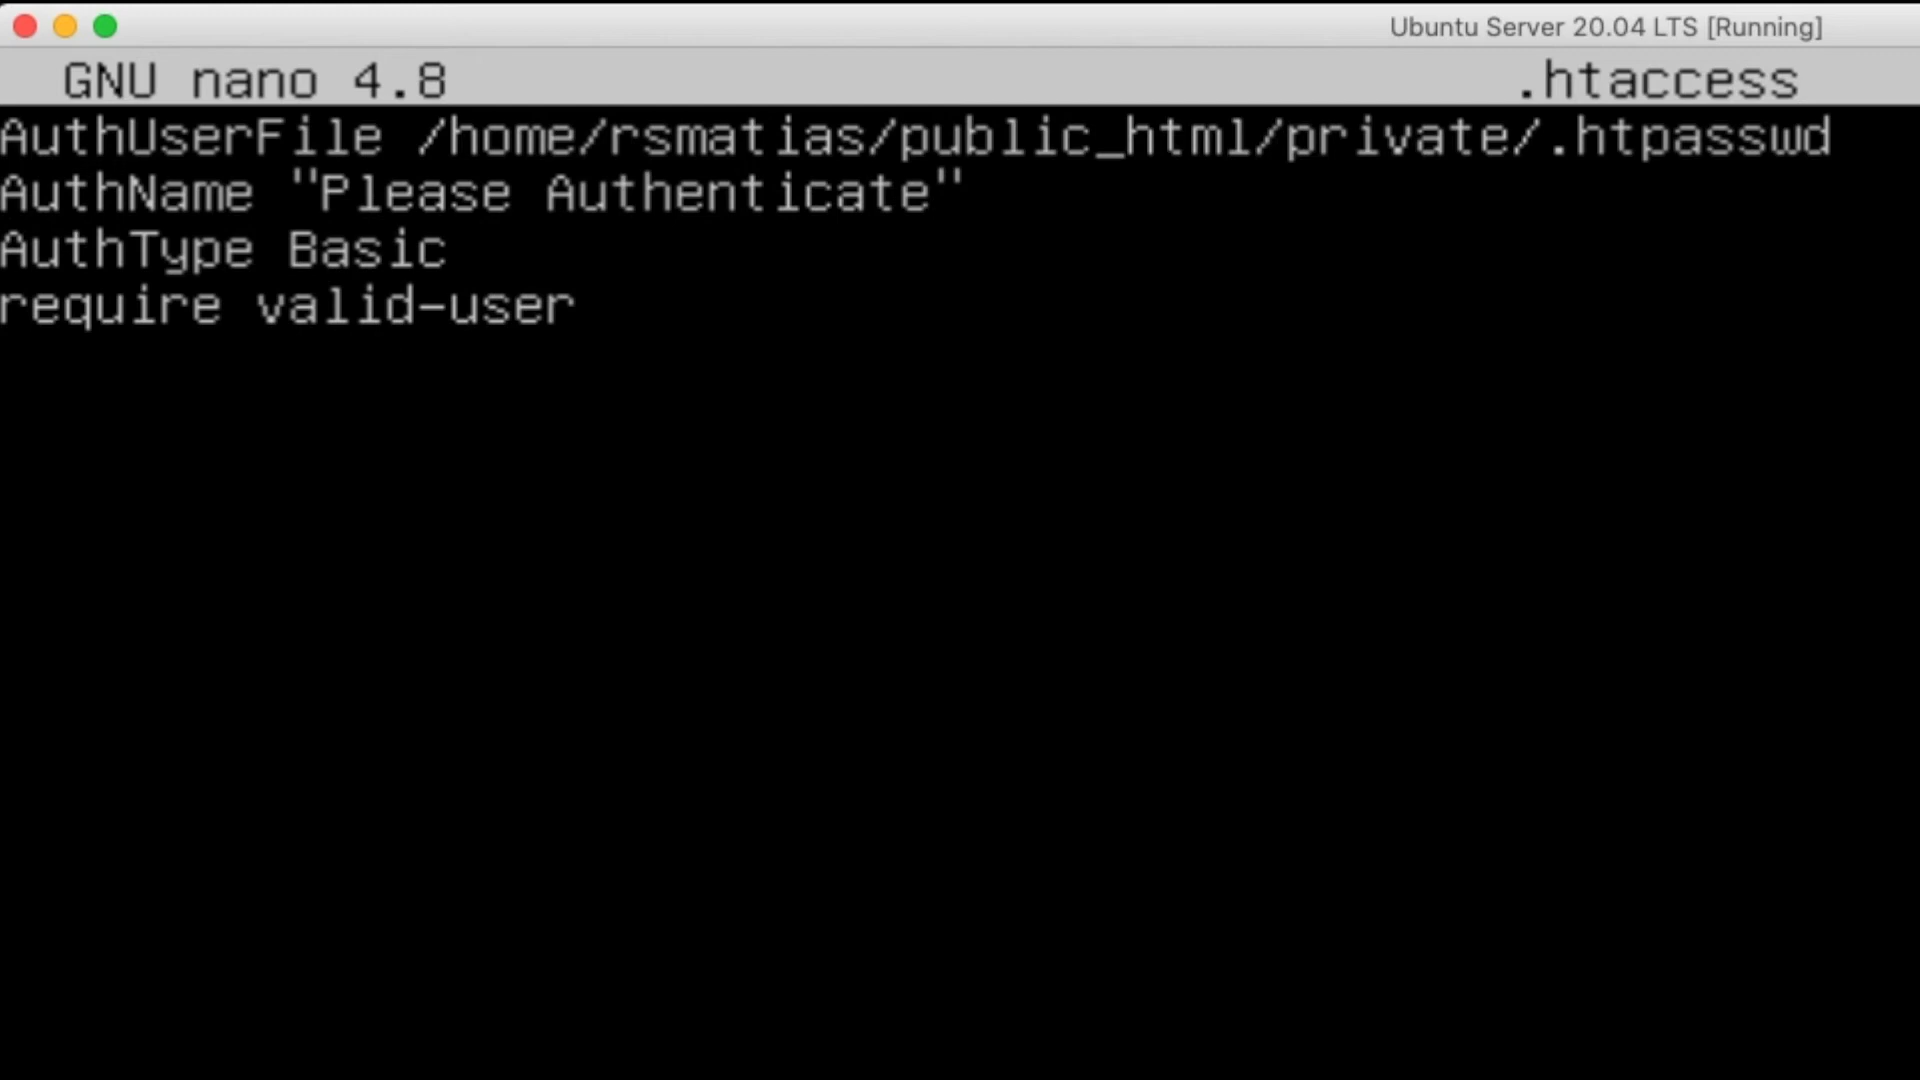 Ubuntu Server 20.04 LTS [Running]
GNU nano 4.8 .htaccess
AuthUserFile /home/rsmatias/public_html/private/.htpasswd
AuthName "Please Authenticate"
AuthType Basic
require valid-user